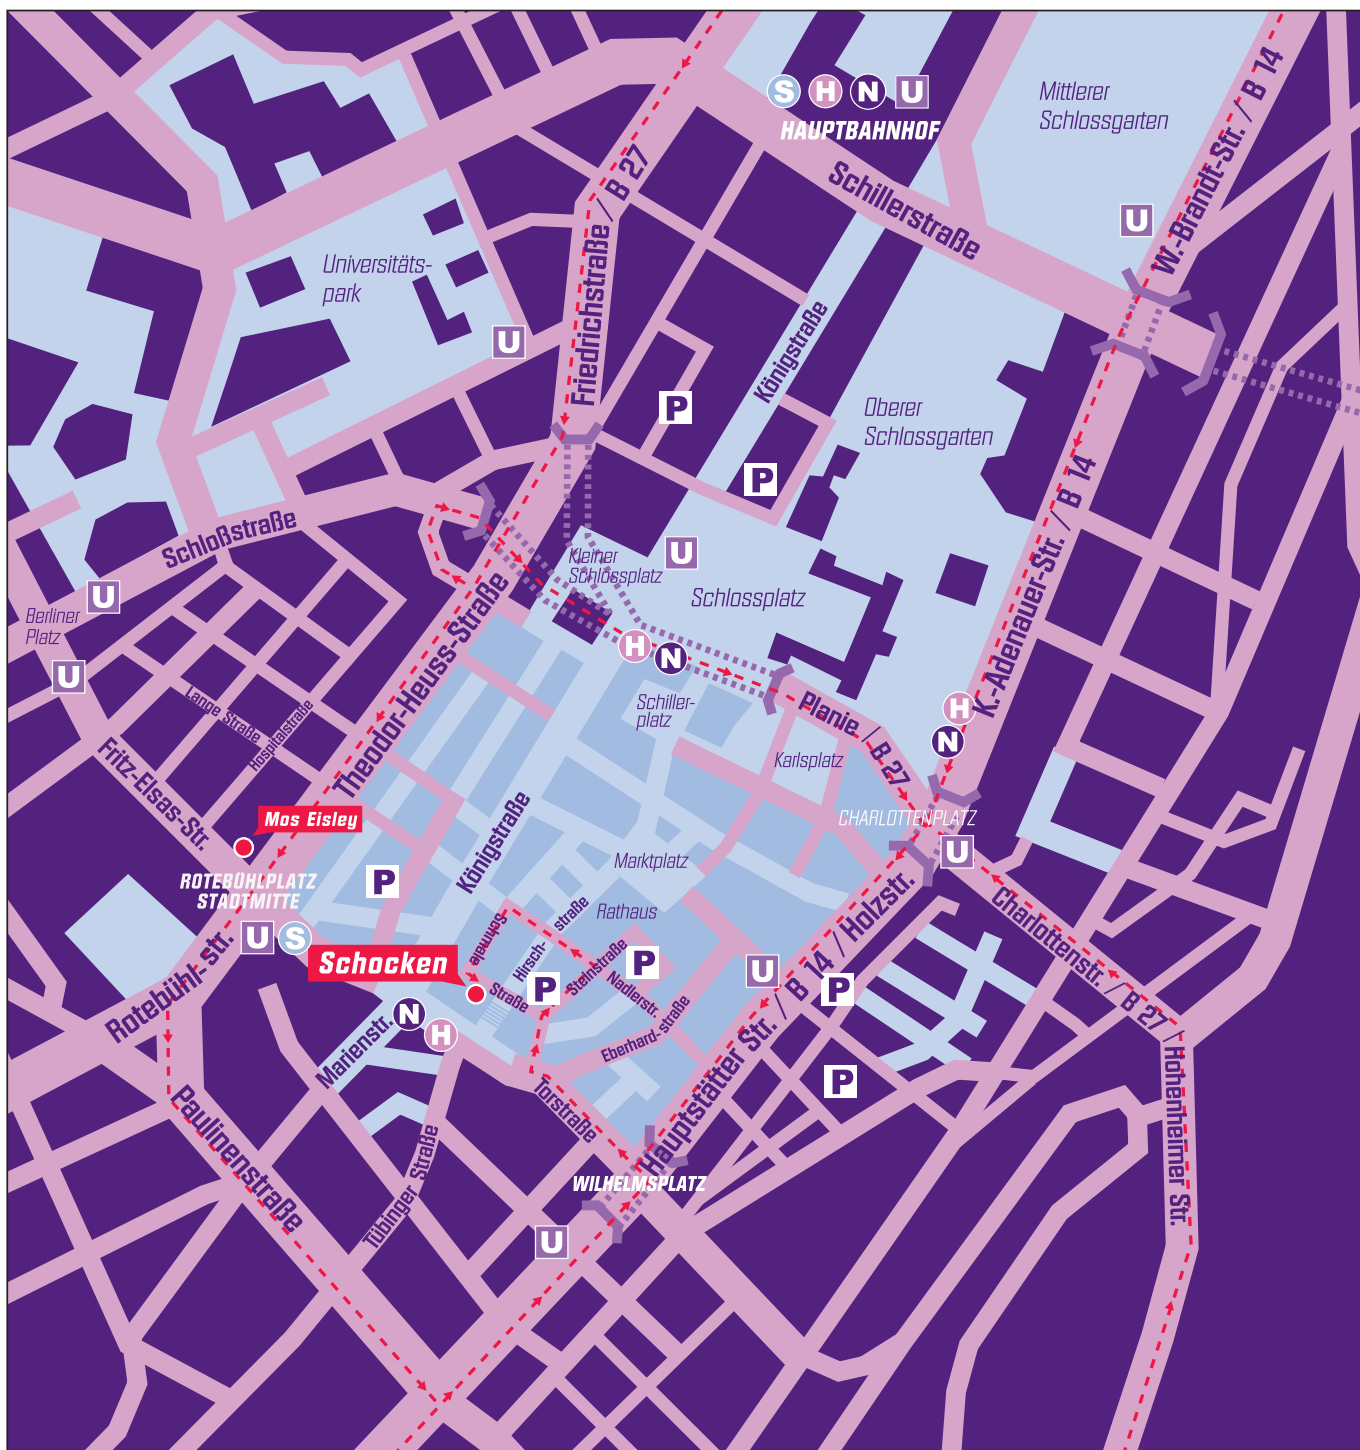 S H N U
HAUPTBAHNHOF
Mittlerer
Schlossgarten
W.-Brandt-Str. / B 14
U
Schillerstraße
Friedrichstraße / B 27
Universitäts-
park
U
Königstraße
P
Oberer
Schlossgarten
P
Schloßstraße
K.-Adenauer-Str. / B 14
Kleiner
Schlossplatz
U
Schlossplatz
U
Berliner
Platz
U
H N
Schiller-
platz
Planie / B 27
Karlsplatz
H
N
Lange Straße
Hospitalstraße
Theodor-Heuss-Straße
Fritz-Elsas-Str.
Mos Eisley
CHARLOTTENPLATZ
U
Königstraße
Marktplatz
ROTEBÜHLPLATZ
STADTMITTE
P
U S
Rathaus
Schmale
Straße
Hirsch-
straße
Steinstraße
Nadlerstr.
Eberhard-straße
P
P
U
P
P
Charlottenstr. / B 27 /
Hohenheimer Str.
Hauptstätter Str. / B 14 / Holzstr.
Schocken
Rotebühl-str.
N
H
Marienstr.
Torstraße
Paulinenstraße
Tübinger Straße
WILHELMSPLATZ
U